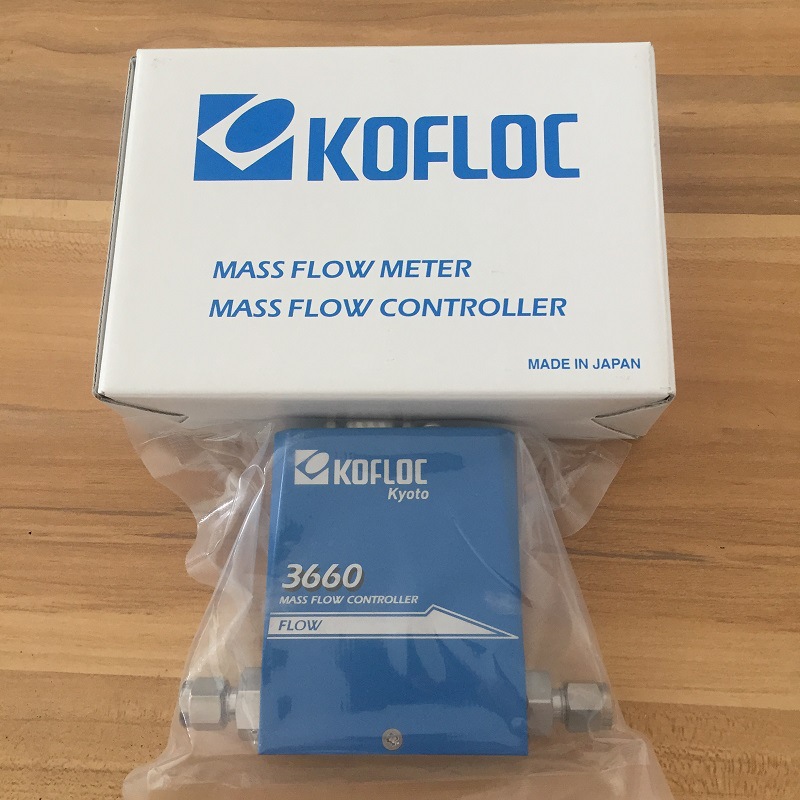 KOFLOC
MASS FLOW METER
MASS FLOW CONTROLLER
MADE IN JAPAN
KOFLOC
Kyoto
3660
MASS FLOW CONTROLLER
FLOW